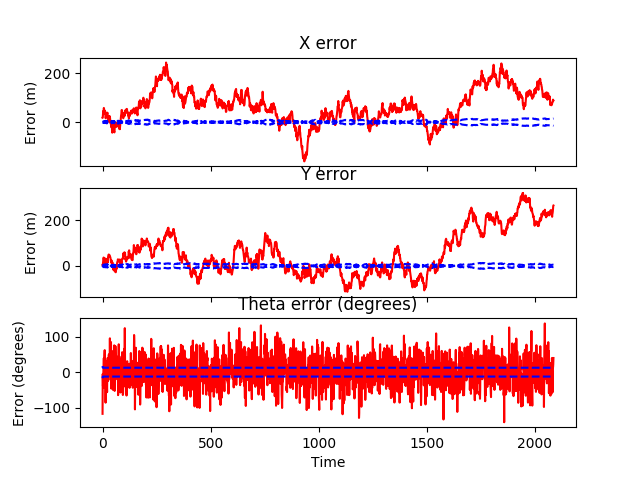 X error
Error (m)
200
0
Y error
Error (m)
200
0
Theta error (degrees)
Error (degrees)
100
0
−100
0
500
1000
1500
2000
Time